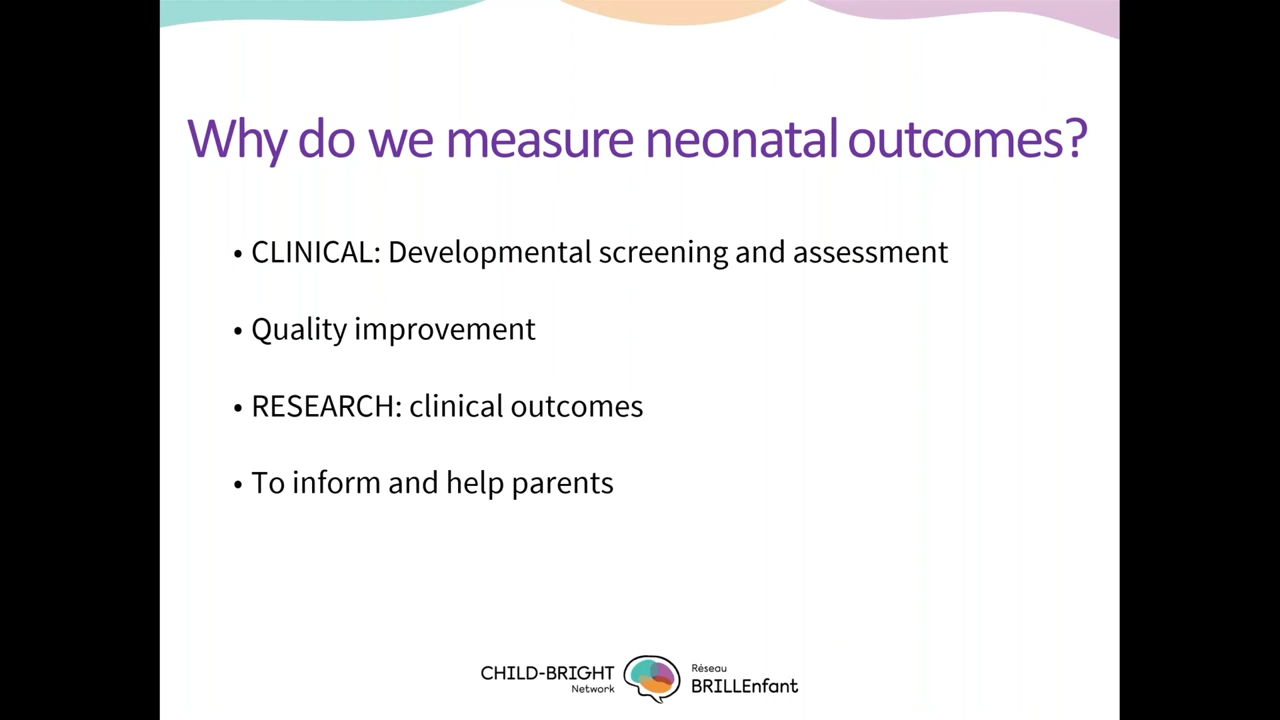 Why do we measure neonatal outcomes?
• CLINICAL: Developmental screening and assessment
• Quality improvement
• RESEARCH: clinical outcomes
• To inform and help parents
CHILD-BRIGHT
Network
Réseau
BRILLEnfant